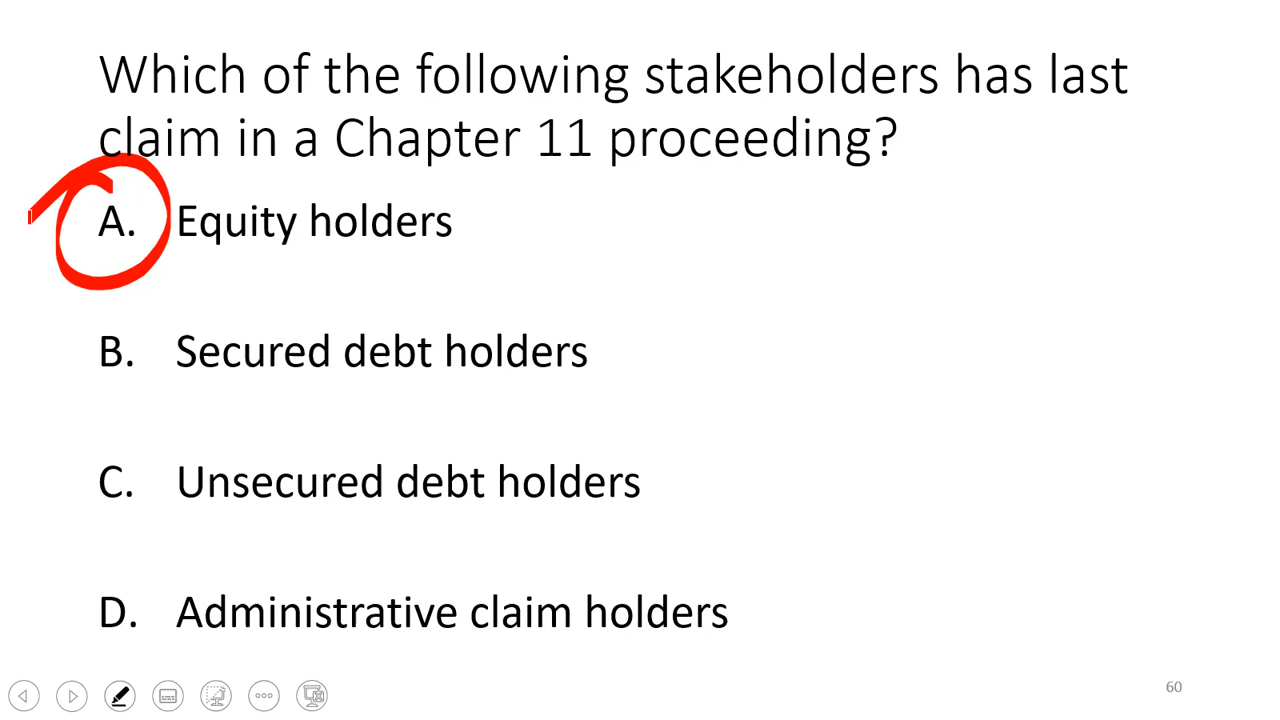 Which of the following stakeholders has last
claim in a Chapter 11 proceeding?
A. Equity holders
B. Secured debt holders
C. Unsecured debt holders
D. Administrative claim holders
60